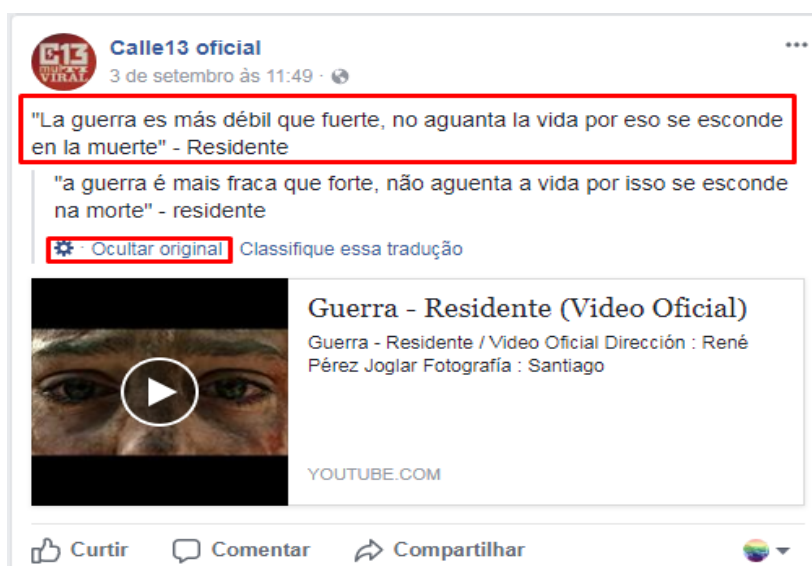 C13
MULTI
VIRAL
Calle13 oficial
3 de setembro às 11:49 ·
"La guerra es más débil que fuerte, no aguanta la vida por eso se esconde
en la muerte" - Residente
"a guerra é mais fraca que forte, não aguenta a vida por isso se esconde
na morte" - residente
· Ocultar original · Classifique essa tradução
Guerra - Residente (Video Oficial)
Guerra - Residente / Video Oficial Dirección : René
Pérez Joglar Fotografía : Santiago
YOUTUBE.COM
Curtir Comentar Compartilhar